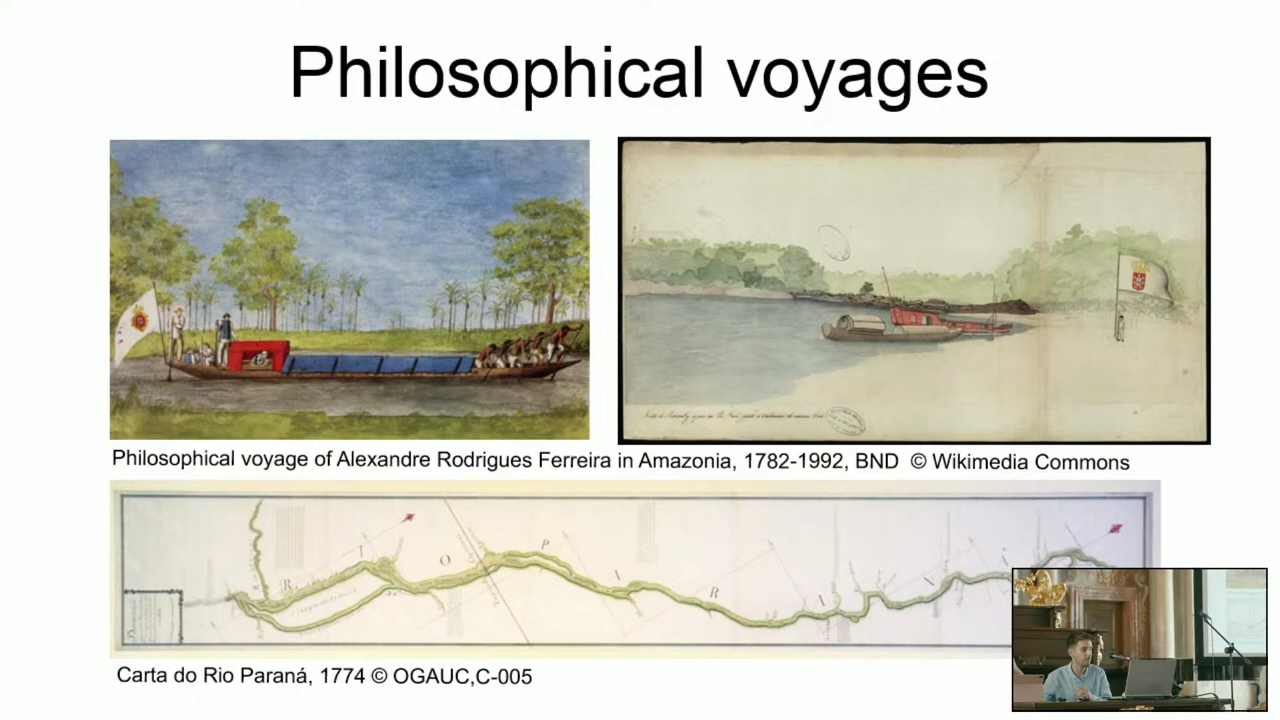 Philosophical voyages
Philosophical voyage of Alexandre Rodrigues Ferreira in Amazonia, 1782-1992, BND © Wikimedia Commons
R I O P A R
Carta do Rio Paraná, 1774 © OGAUC,C-005